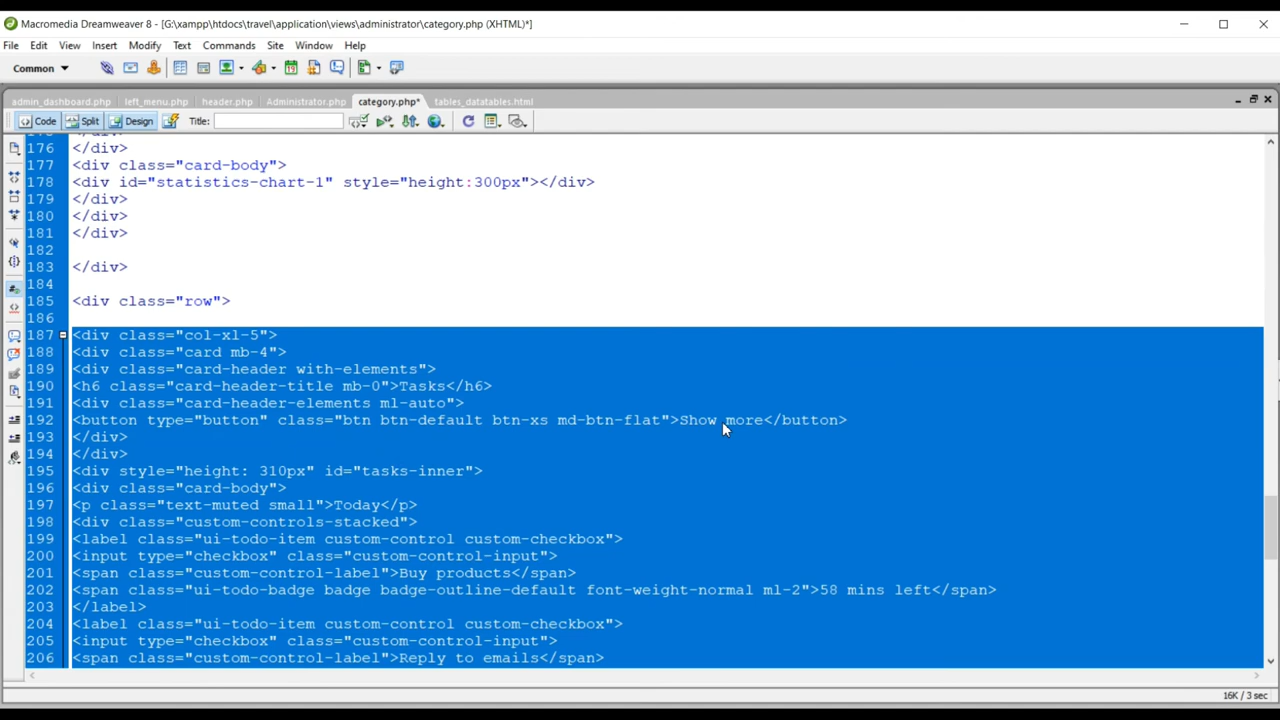 Macromedia Dreamweaver 8 - [G:\xampp\htdocs\travel\application\views\administrator\category.php (XHTML)*]
File Edit View Insert Modify Text Commands Site Window Help
Common
admin_dashboard.php left_menu.php header.php Administrator.php category.php* tables_datatables.html
Code Split Design Title:
176 </div>
177 <div class="card-body">
178 <div id="statistics-chart-1" style="height:300px"></div>
179 </div>
180 </div>
181 </div>
182
183 </div>
184
185 <div class="row">
186
187 <div class="col-xl-5">
188 <div class="card mb-4">
189 <div class="card-header with-elements">
190 <h6 class="card-header-title mb-0">Tasks</h6>
191 <div class="card-header-elements ml-auto">
192 <button type="button" class="btn btn-default btn-xs md-btn-flat">Show more</button>
193 </div>
194 </div>
195 <div style="height: 310px" id="tasks-inner">
196 <div class="card-body">
197 <p class="text-muted small">Today</p>
198 <div class="custom-controls-stacked">
199 <label class="ui-todo-item custom-control custom-checkbox">
200 <input type="checkbox" class="custom-control-input">
201 <span class="custom-control-label">Buy products</span>
202 <span class="ui-todo-badge badge badge-outline-default font-weight-normal ml-2">58 mins left</span>
203 </label>
204 <label class="ui-todo-item custom-control custom-checkbox">
205 <input type="checkbox" class="custom-control-input">
206 <span class="custom-control-label">Reply to emails</span>
16K / 3 sec